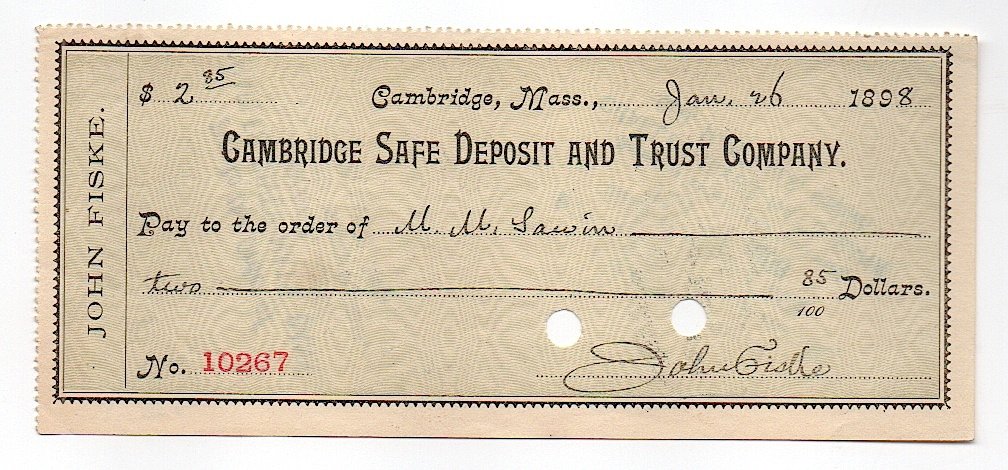 JOHN FISKE.
$ 2 85 Cambridge, Mass., Jan. 26 1898
CAMBRIDGE SAFE DEPOSIT AND TRUST COMPANY.
Pay to the order of M. M. Sawin
two 85/100 Dollars.
No. 10267
John Fiske